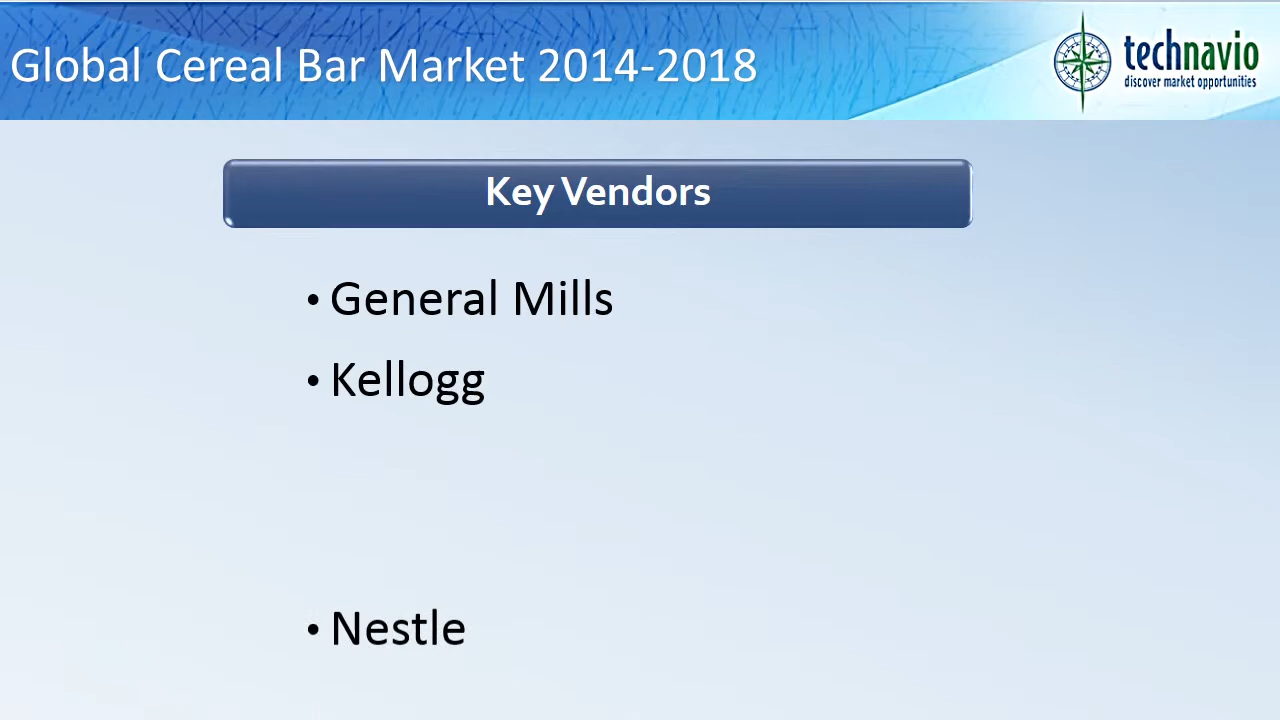 Global Cereal Bar Market 2014-2018
technavio
discover market opportunities
Key Vendors
• General Mills
• Kellogg
• Nestle